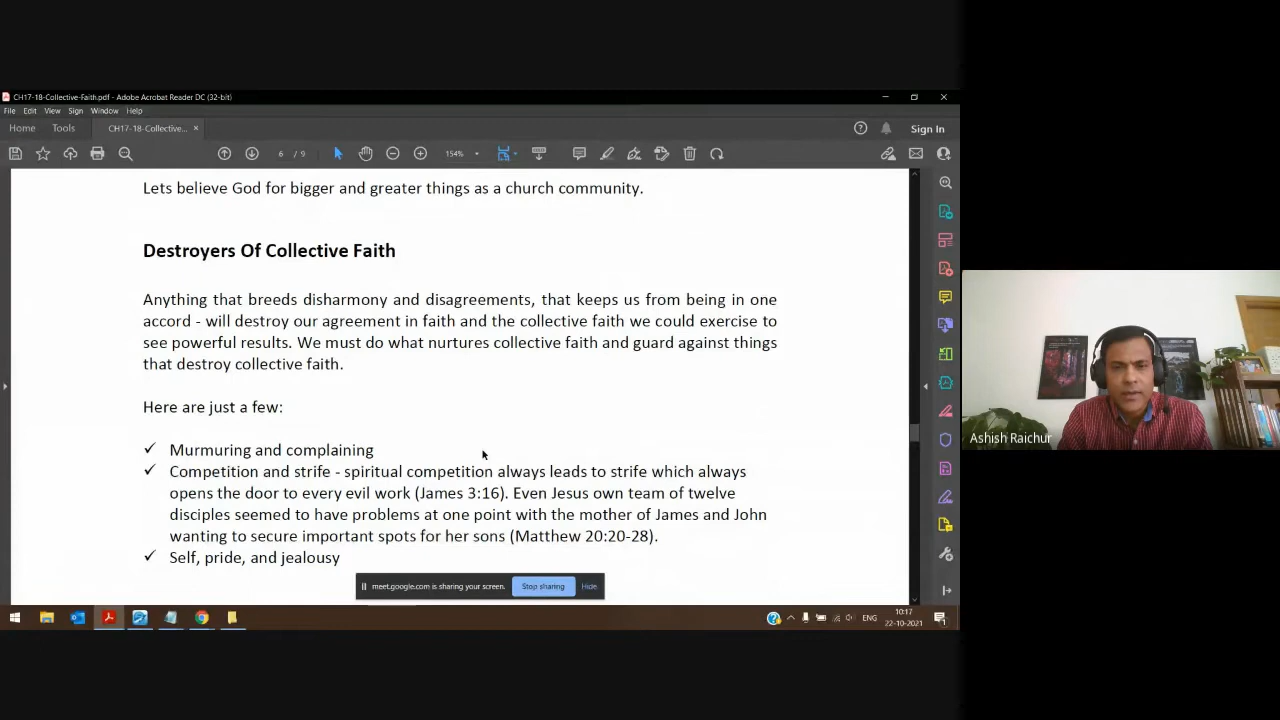 CH17-18-Collective-Faith.pdf - Adobe Acrobat Reader DC (32-bit)
File Edit View Sign Window Help
Home Tools CH17-18-Collective... × Sign In
6 / 9 154%
Lets believe God for bigger and greater things as a church community.
Destroyers Of Collective Faith
Anything that breeds disharmony and disagreements, that keeps us from being in one
accord - will destroy our agreement in faith and the collective faith we could exercise to
see powerful results. We must do what nurtures collective faith and guard against things
that destroy collective faith.
Here are just a few:
✓ Murmuring and complaining
✓ Competition and strife - spiritual competition always leads to strife which always
opens the door to every evil work (James 3:16). Even Jesus own team of twelve
disciples seemed to have problems at one point with the mother of James and John
wanting to secure important spots for her sons (Matthew 20:20-28).
✓ Self, pride, and jealousy
meet.google.com is sharing your screen. Stop sharing Hide
Ashish Raichur
ENG 10:17
22-10-2021